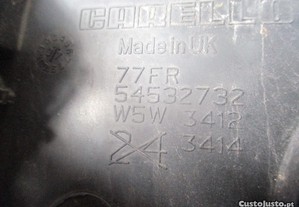 CARELLO
Made in UK
77FR
54532732
W5W 3412
24 3414
© CustoJusto.pt